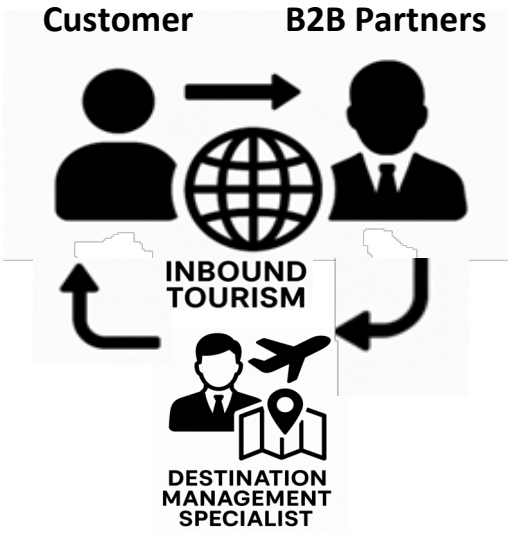 Customer
B2B Partners
INBOUND
TOURISM
DESTINATION
MANAGEMENT
SPECIALIST